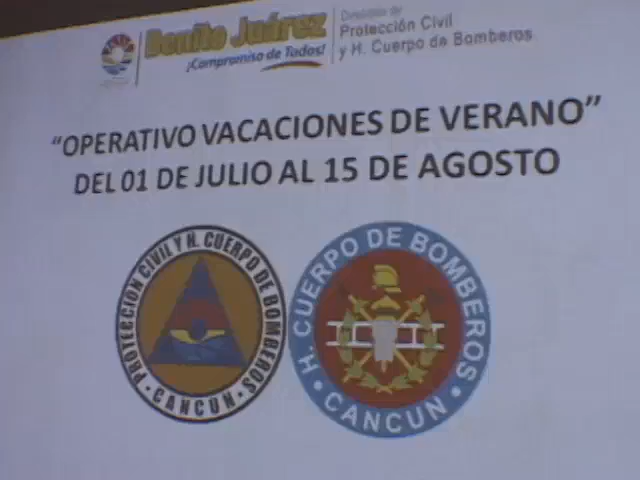 Benito Juárez
¡Compromiso de Todos!
Dirección de
Protección Civil
y H. Cuerpo de Bomberos
"OPERATIVO VACACIONES DE VERANO"
DEL 01 DE JULIO AL 15 DE AGOSTO
PROTECCIÓN CIVIL Y H. CUERPO DE BOMBEROS
• CANCUN •
H. CUERPO DE BOMBEROS
• CANCUN •